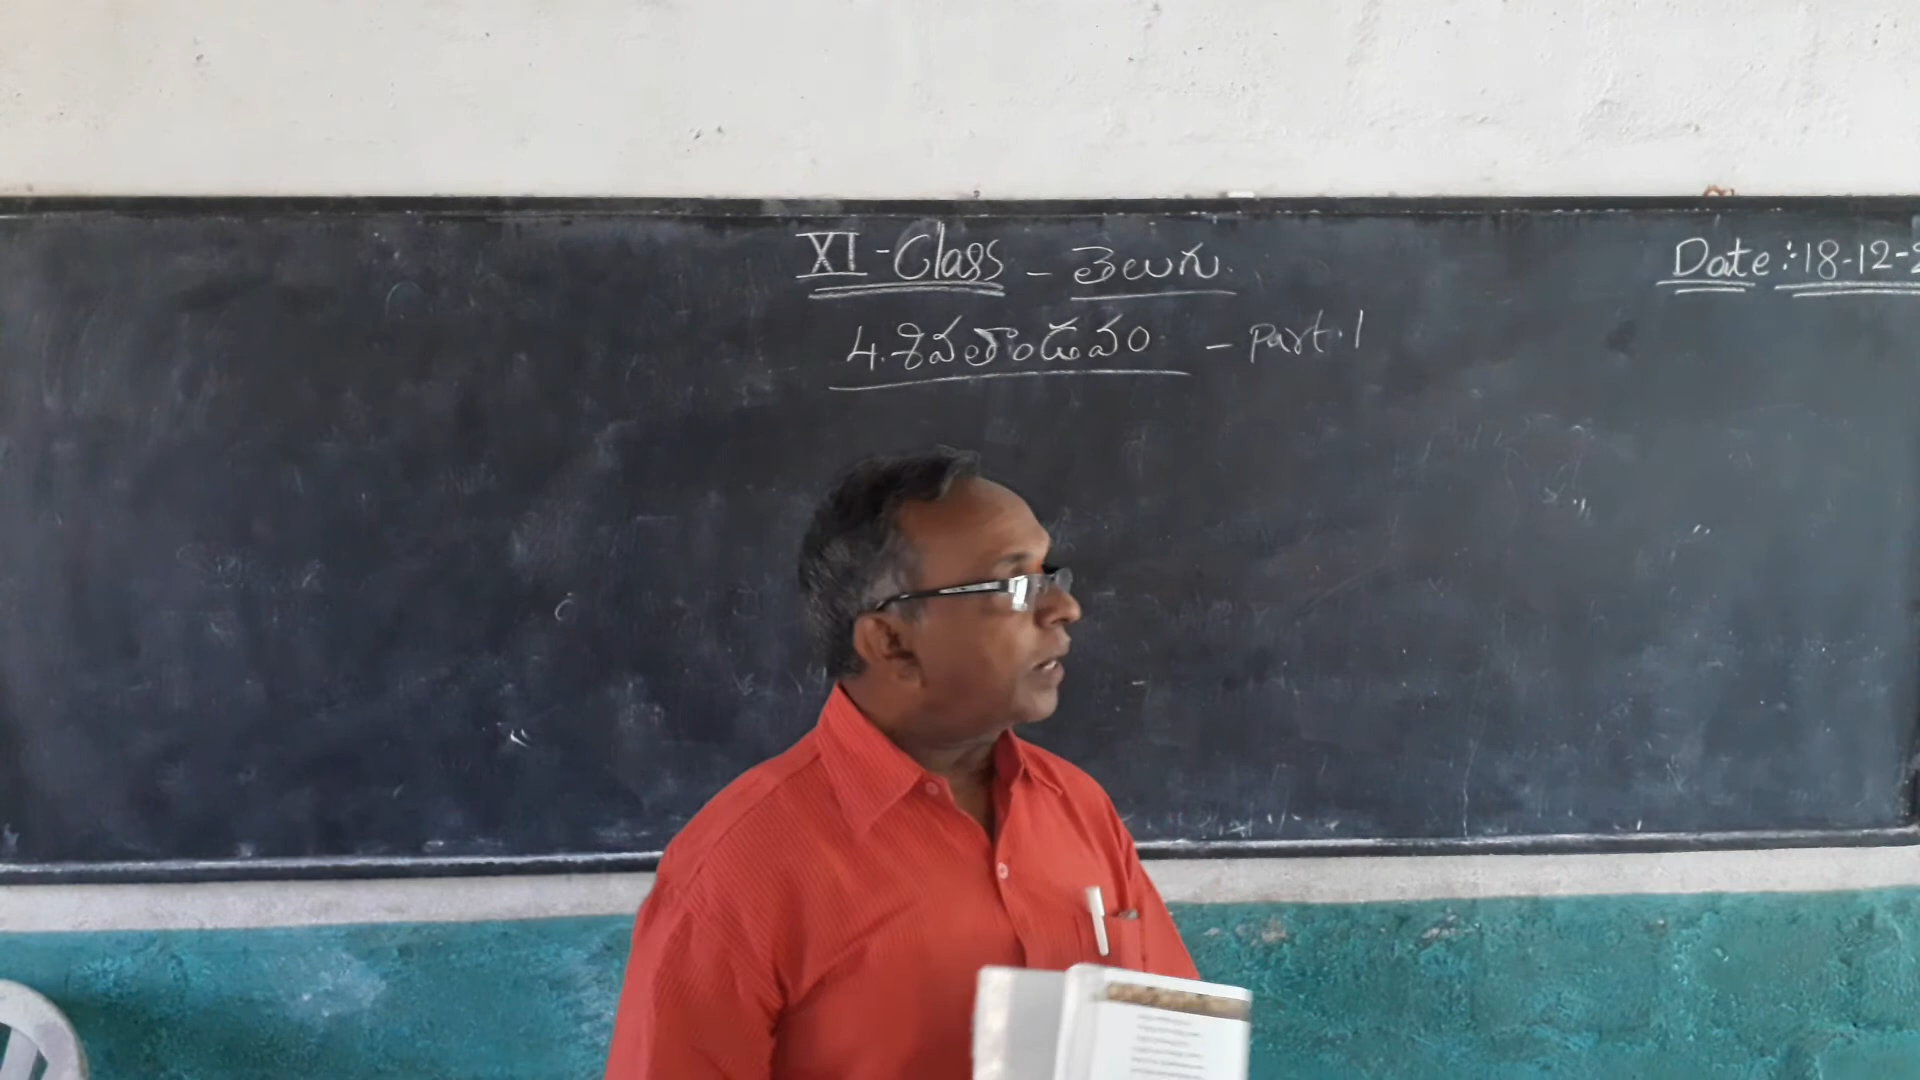 XI - Class - తెలుగు.
Date :- 18-12-
4. శివతాండవం - Part.1